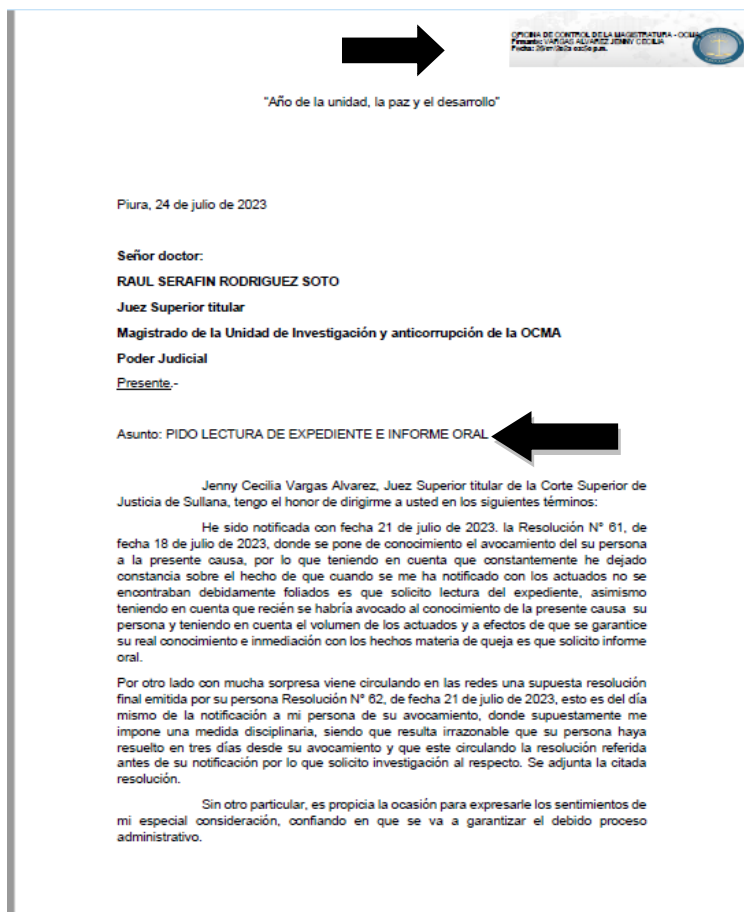 OFICINA DE CONTROL DE LA MAGISTRATURA - OCMA
Firmante: VARGAS ALVAREZ JENNY CECILIA
Fecha:
"Año de la unidad, la paz y el desarrollo"
Piura, 24 de julio de 2023
Señor doctor:
RAUL SERAFIN RODRIGUEZ SOTO
Juez Superior titular
Magistrado de la Unidad de Investigación y anticorrupción de la OCMA
Poder Judicial
Presente.-
Asunto: PIDO LECTURA DE EXPEDIENTE E INFORME ORAL
Jenny Cecilia Vargas Alvarez, Juez Superior titular de la Corte Superior de
Justicia de Sullana, tengo el honor de dirigirme a usted en los siguientes términos:
He sido notificada con fecha 21 de julio de 2023. la Resolución N° 61, de
fecha 18 de julio de 2023, donde se pone de conocimiento el avocamiento del su persona
a la presente causa, por lo que teniendo en cuenta que constantemente he dejado
constancia sobre el hecho de que cuando se me ha notificado con los actuados no se
encontraban debidamente foliados es que solicito lectura del expediente, asimismo
teniendo en cuenta que recién se habría avocado al conocimiento de la presente causa su
persona y teniendo en cuenta el volumen de los actuados y a efectos de que se garantice
su real conocimiento e inmediación con los hechos materia de queja es que solicito informe
oral.
Por otro lado con mucha sorpresa viene circulando en las redes una supuesta resolución
final emitida por su persona Resolución N° 62, de fecha 21 de julio de 2023, esto es del día
mismo de la notificación a mi persona de su avocamiento, donde supuestamente me
impone una medida disciplinaria, siendo que resulta irrazonable que su persona haya
resuelto en tres días desde su avocamiento y que este circulando la resolución referida
antes de su notificación por lo que solicito investigación al respecto. Se adjunta la citada
resolución.
Sin otro particular, es propicia la ocasión para expresarle los sentimientos de
mi especial consideración, confiando en que se va a garantizar el debido proceso
administrativo.